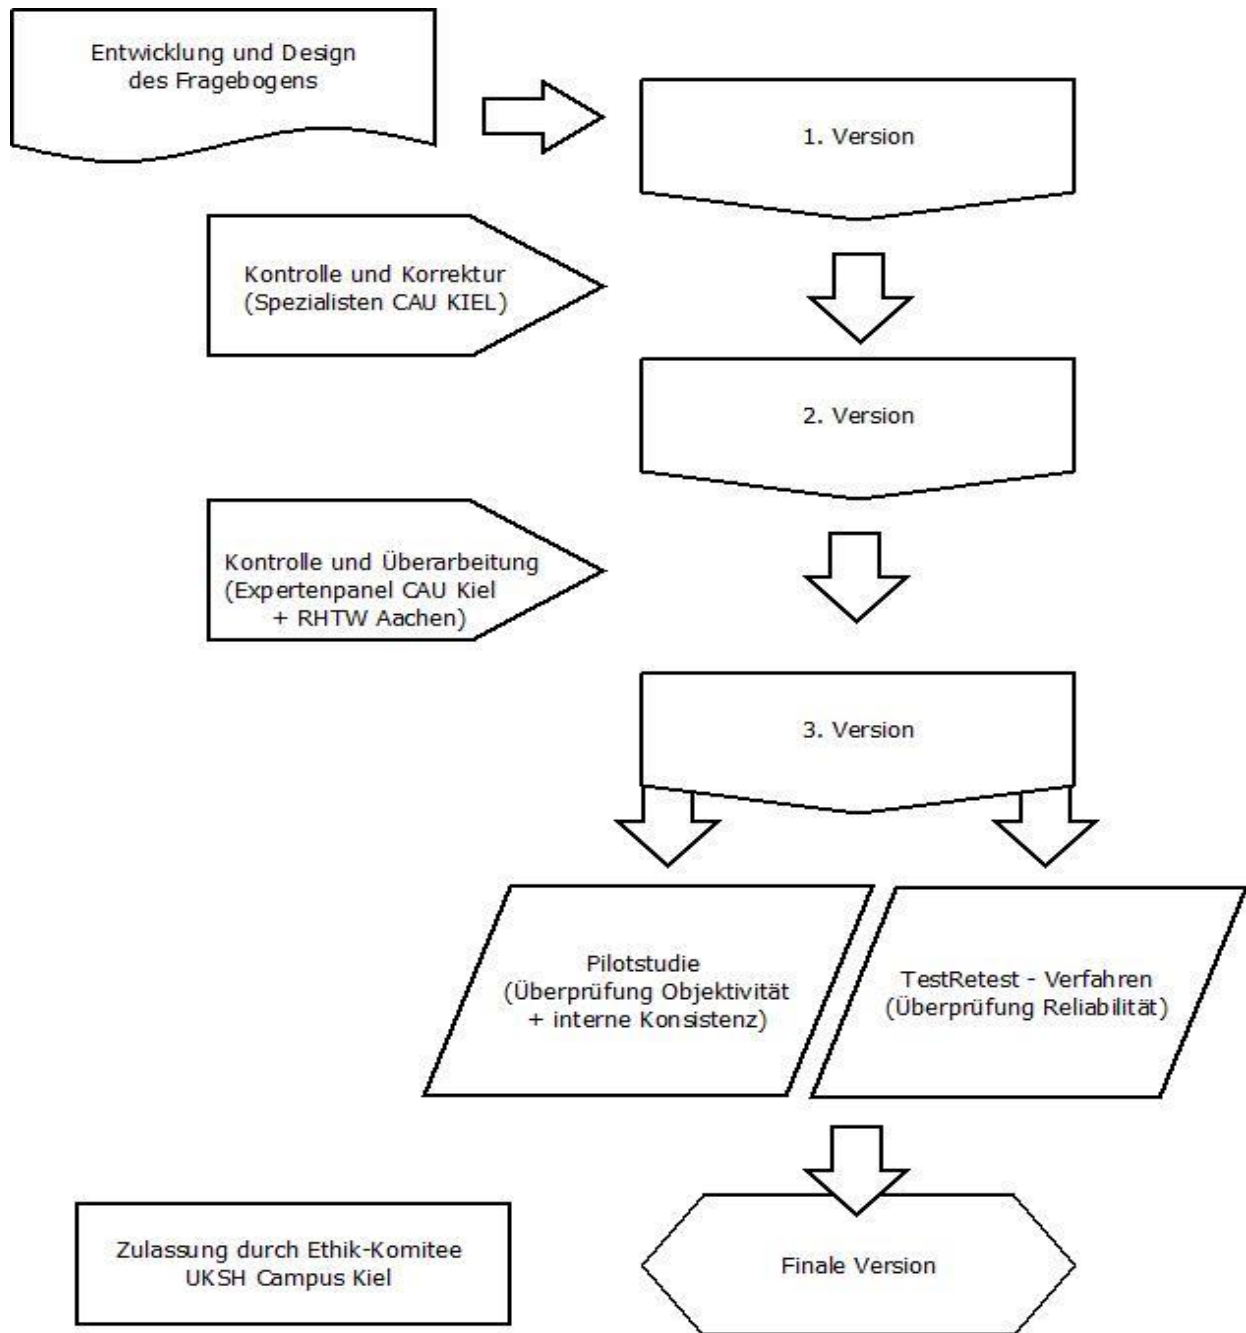 Entwicklung und Design
des Fragebogens
1. Version
Kontrolle und Korrektur
(Spezialisten CAU KIEL)
2. Version
Kontrolle und Überarbeitung
(Expertenpanel CAU Kiel
+ RHTW Aachen)
3. Version
Pilotstudie
(Überprüfung Objektivität
+ interne Konsistenz)
TestRetest - Verfahren
(Überprüfung Reliabilität)
Zulassung durch Ethik-Komitee
UKSH Campus Kiel
Finale Version